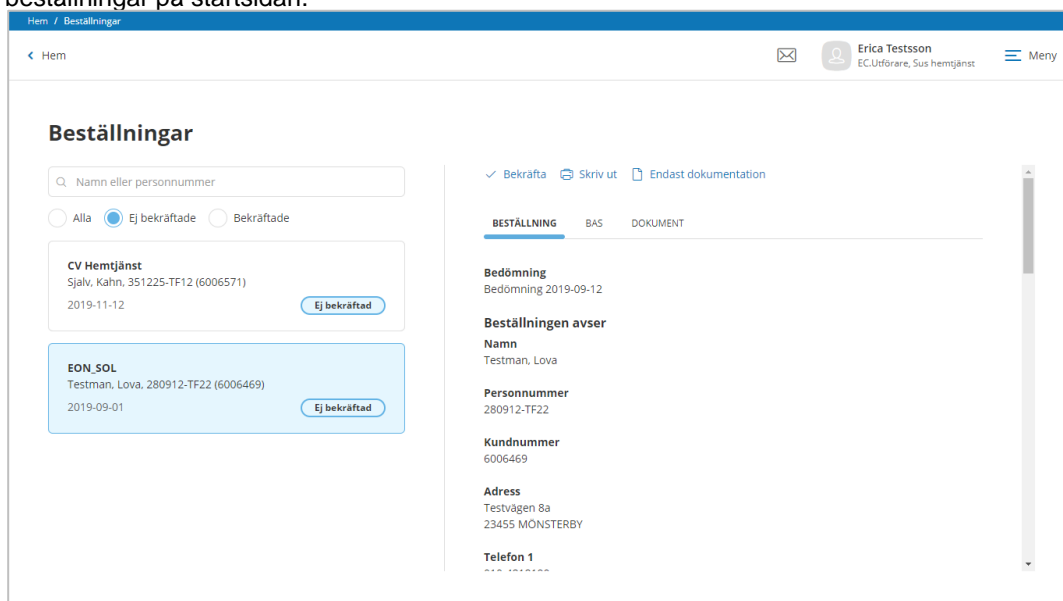 beställningar på startsidan.
Hem / Beställningar
Hem
Erica Testsson
EC.Utförare, Sus hemtjänst
Meny
Beställningar
Namn eller personnummer
Alla Ej bekräftade Bekräftade
CV Hemtjänst
Sjalv, Kahn, 351225-TF12 (6006571)
2019-11-12
Ej bekräftad
EON_SOL
Testman, Lova, 280912-TF22 (6006469)
2019-09-01
Ej bekräftad
Bekräfta Skriv ut Endast dokumentation
BESTÄLLNING BAS DOKUMENT
Bedömning
Bedömning 2019-09-12
Beställningen avser
Namn
Testman, Lova
Personnummer
280912-TF22
Kundnummer
6006469
Adress
Testvägen 8a
23455 MÖNSTERBY
Telefon 1